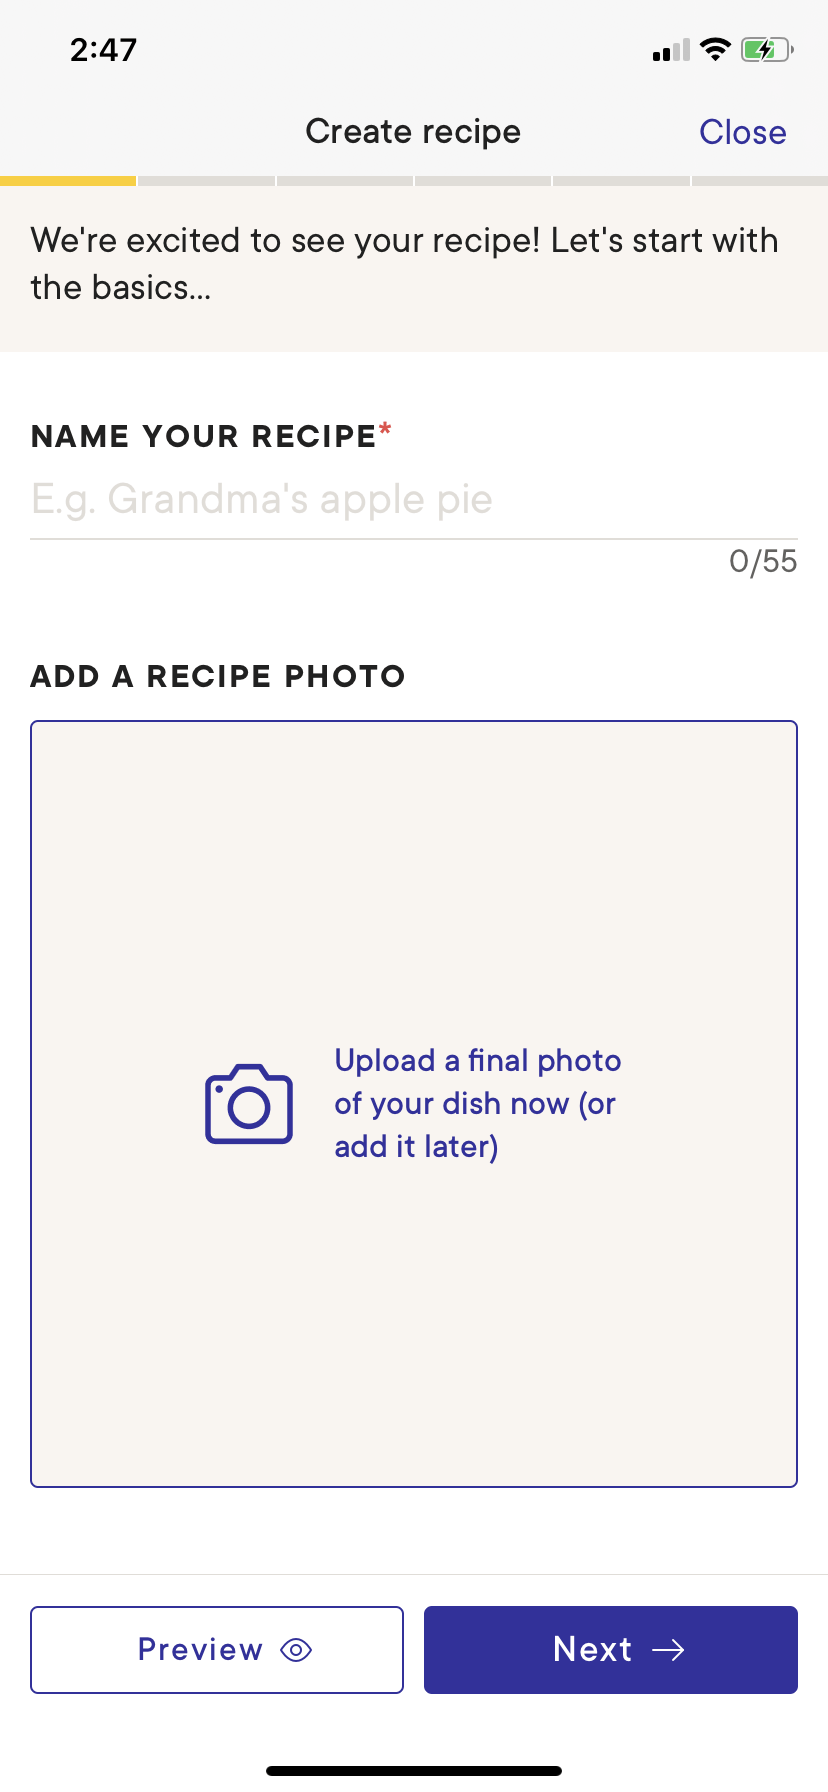 2:47
Create recipe
Close
We're excited to see your recipe! Let's start with
the basics...
NAME YOUR RECIPE*
E.g. Grandma's apple pie
0/55
ADD A RECIPE PHOTO
Upload a final photo
of your dish now (or
add it later)
Preview
Next